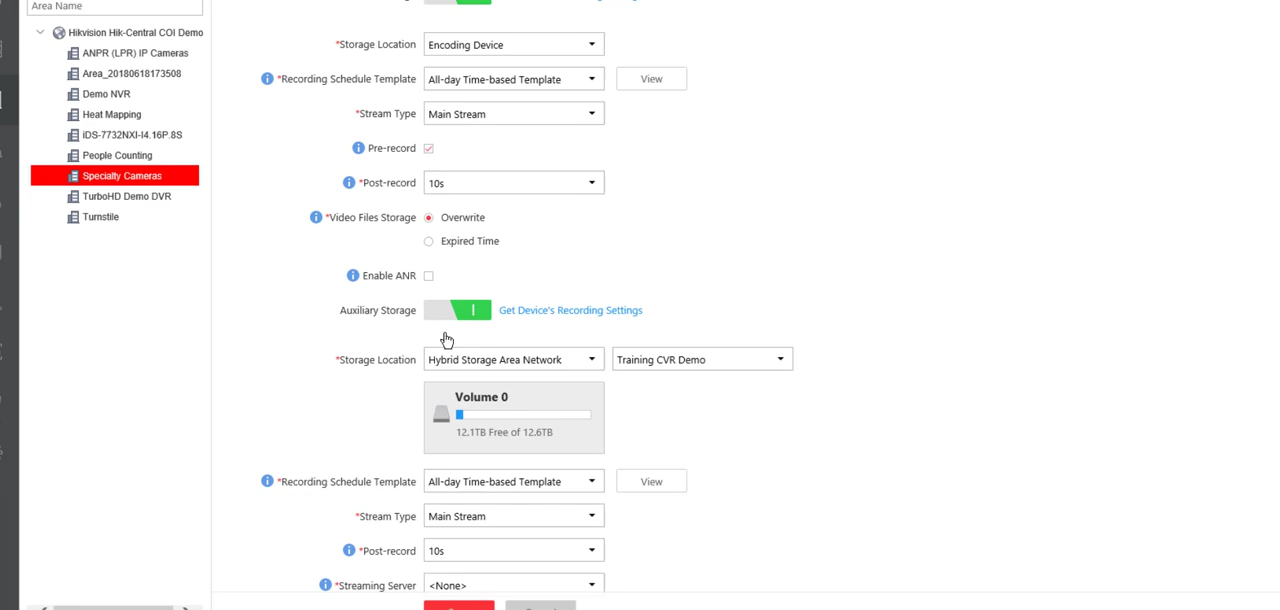 Area Name
Hikvision Hik-Central COI Demo
ANPR (LPR) IP Cameras
Area_20180618173508
Demo NVR
Heat Mapping
iDS-7732NXI-I4.16P.8S
People Counting
Specialty Cameras
TurboHD Demo DVR
Turnstile
*Storage Location Encoding Device
*Recording Schedule Template All-day Time-based Template View
*Stream Type Main Stream
Pre-record
*Post-record 10s
*Video Files Storage Overwrite
Expired Time
Enable ANR
Auxiliary Storage Get Device's Recording Settings
*Storage Location Hybrid Storage Area Network Training CVR Demo
Volume 0
12.1TB Free of 12.6TB
*Recording Schedule Template All-day Time-based Template View
*Stream Type Main Stream
*Post-record 10s
*Streaming Server <None>